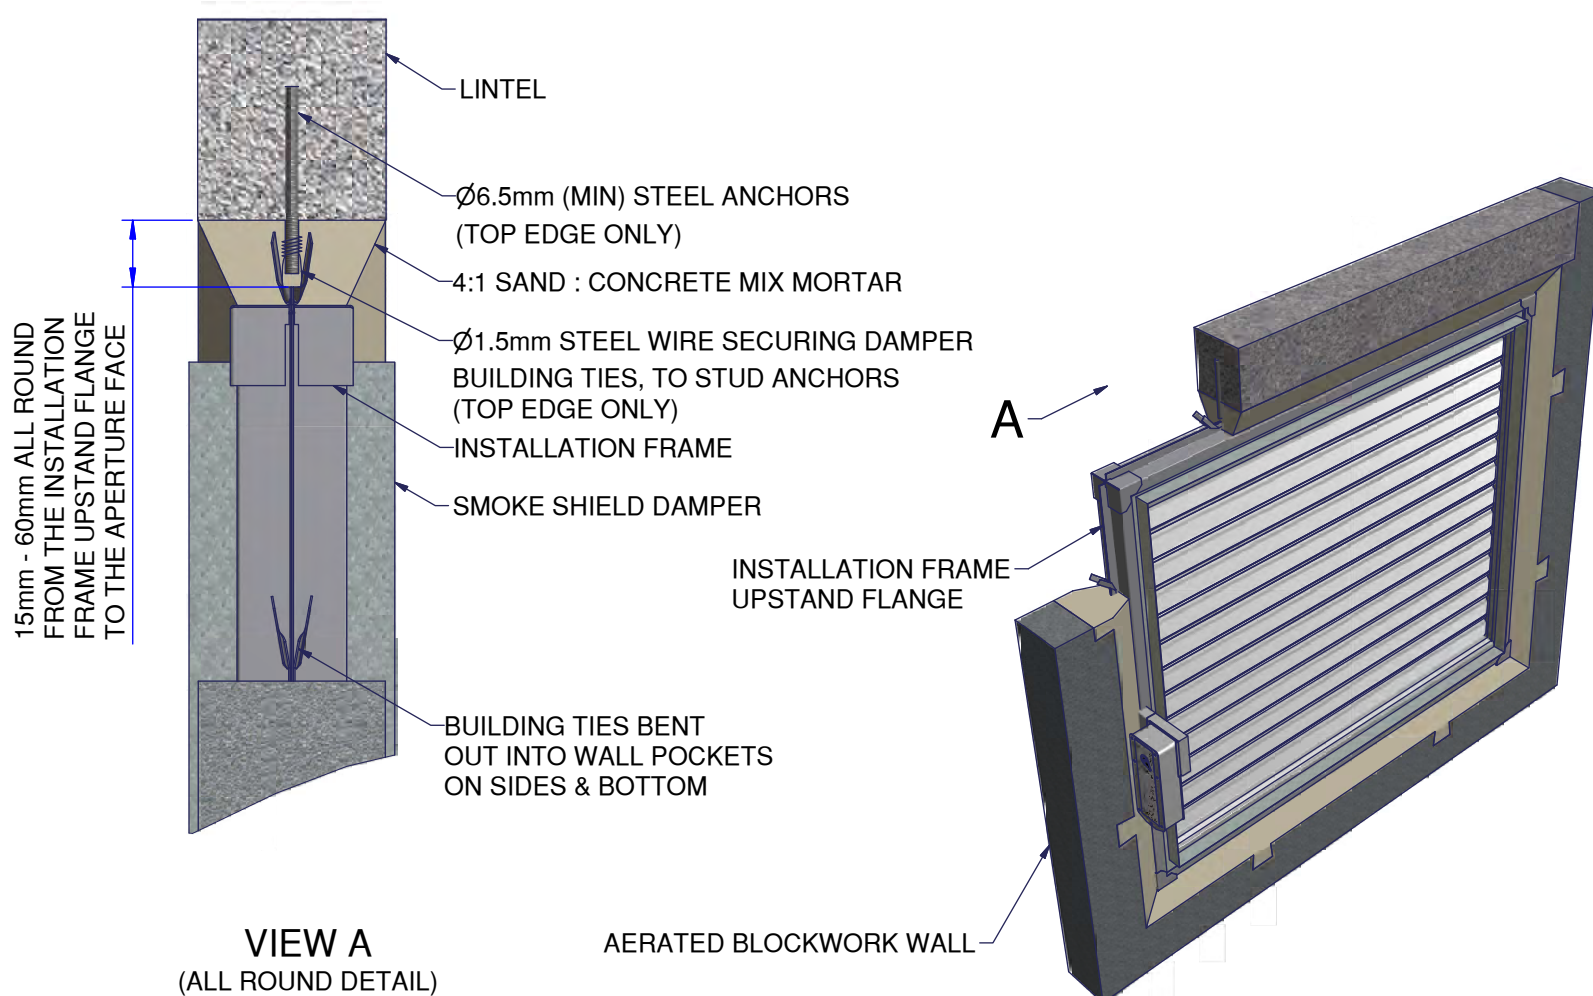 LINTEL
Ø6.5mm (MIN) STEEL ANCHORS
(TOP EDGE ONLY)
4:1 SAND : CONCRETE MIX MORTAR
Ø1.5mm STEEL WIRE SECURING DAMPER
BUILDING TIES, TO STUD ANCHORS
(TOP EDGE ONLY)
INSTALLATION FRAME
SMOKE SHIELD DAMPER
15mm - 60mm ALL ROUND
FROM THE INSTALLATION
FRAME UPSTAND FLANGE
TO THE APERTURE FACE
BUILDING TIES BENT
OUT INTO WALL POCKETS
ON SIDES & BOTTOM
VIEW A
(ALL ROUND DETAIL)
A
INSTALLATION FRAME
UPSTAND FLANGE
AERATED BLOCKWORK WALL